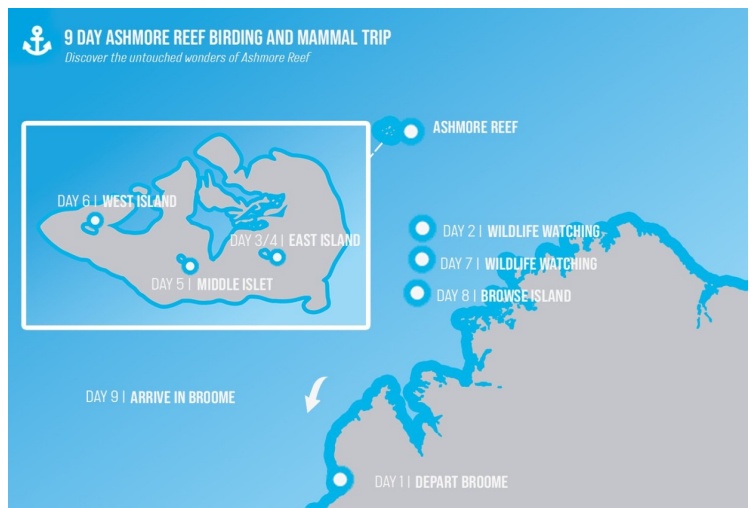 9 DAY ASHMORE REEF BIRDING AND MAMMAL TRIP
Discover the untouched wonders of Ashmore Reef
ASHMORE REEF
DAY 6 | WEST ISLAND
DAY 3/4 | EAST ISLAND
DAY 5 | MIDDLE ISLET
DAY 2 | WILDLIFE WATCHING
DAY 7 | WILDLIFE WATCHING
DAY 8 | BROWSE ISLAND
DAY 9 | ARRIVE IN BROOME
DAY 1 | DEPART BROOME